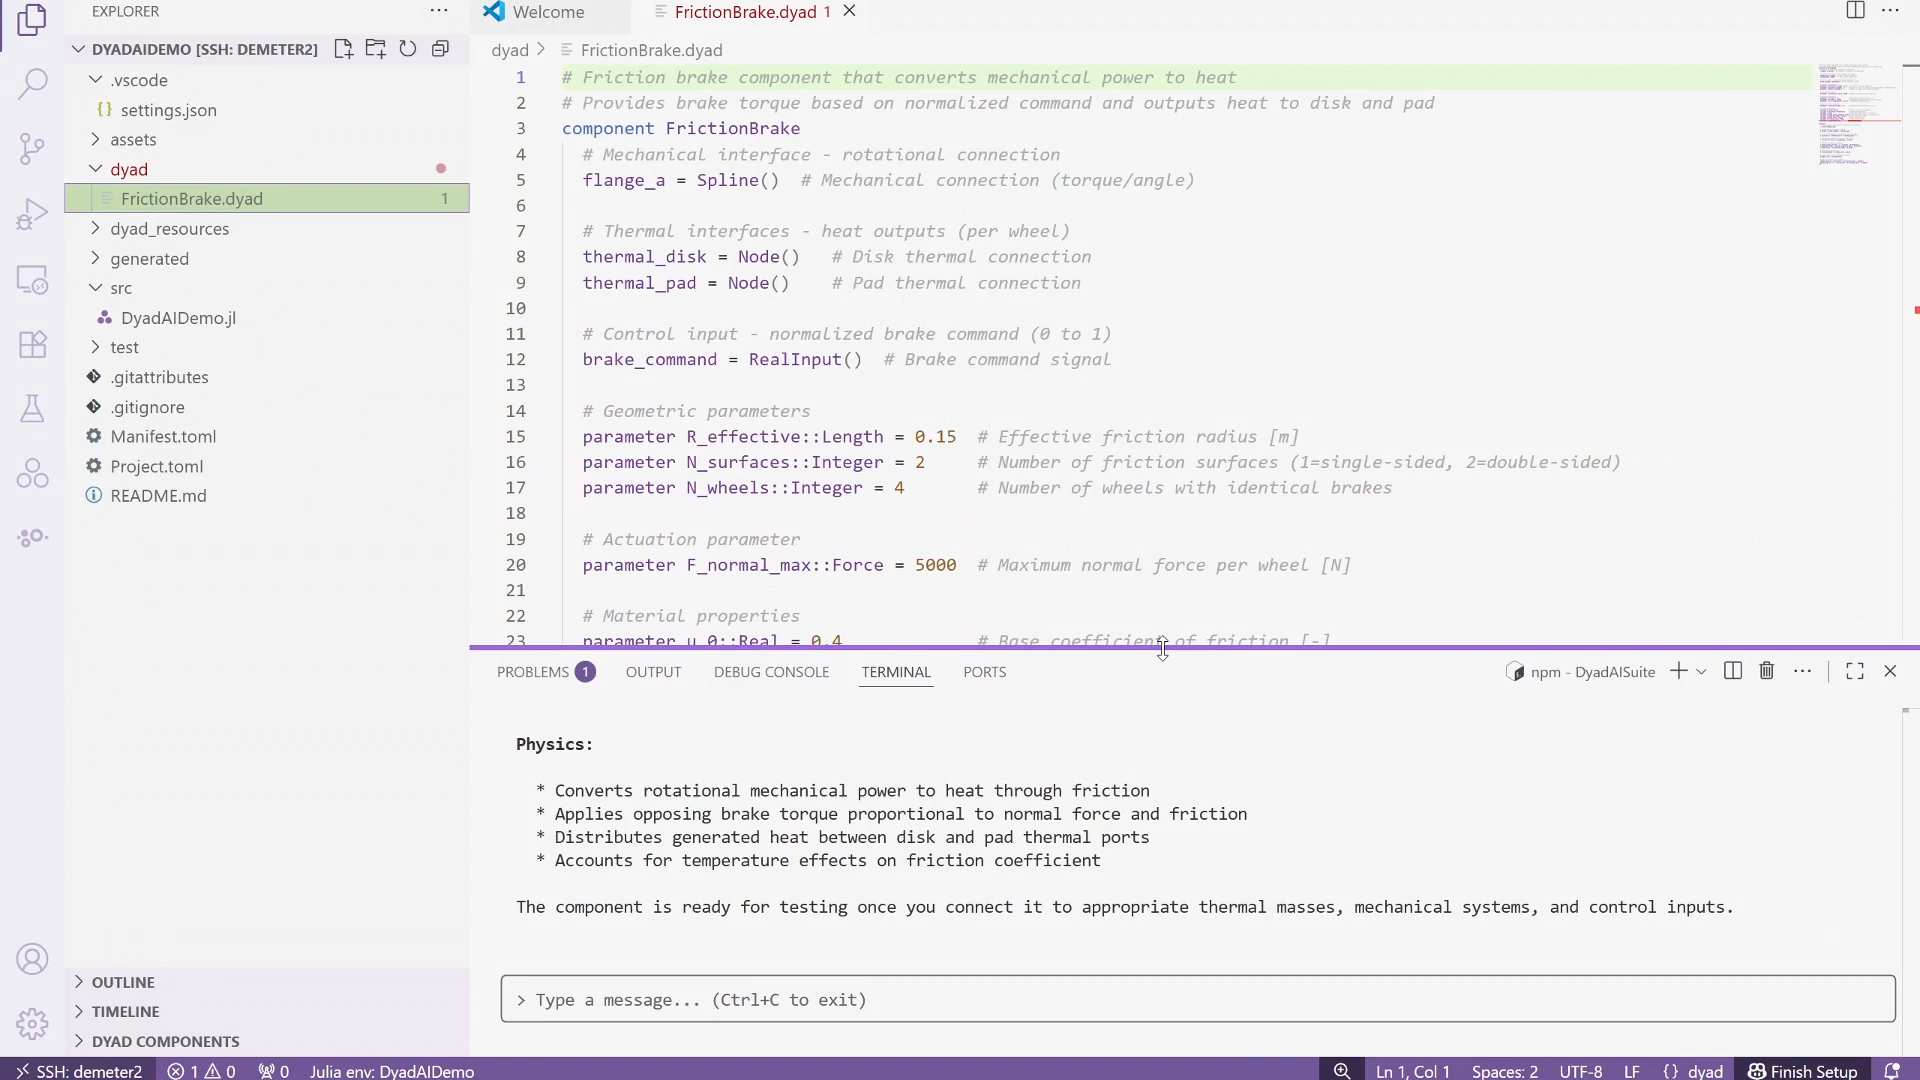 EXPLORER
DYADAIDEMO [SSH: DEMETER2]
.vscode
{} settings.json
assets
dyad
FrictionBrake.dyad 1
dyad_resources
generated
src
DyadAIDemo.jl
test
.gitattributes
.gitignore
Manifest.toml
Project.toml
README.md
OUTLINE
TIMELINE
DYAD COMPONENTS
Welcome
FrictionBrake.dyad 1
dyad > FrictionBrake.dyad
1 # Friction brake component that converts mechanical power to heat
2 # Provides brake torque based on normalized command and outputs heat to disk and pad
3 component FrictionBrake
4 # Mechanical interface - rotational connection
5 flange_a = Spline() # Mechanical connection (torque/angle)
6
7 # Thermal interfaces - heat outputs (per wheel)
8 thermal_disk = Node() # Disk thermal connection
9 thermal_pad = Node() # Pad thermal connection
10
11 # Control input - normalized brake command (0 to 1)
12 brake_command = RealInput() # Brake command signal
13
14 # Geometric parameters
15 parameter R_effective::Length = 0.15 # Effective friction radius [m]
16 parameter N_surfaces::Integer = 2 # Number of friction surfaces (1=single-sided, 2=double-sided)
17 parameter N_wheels::Integer = 4 # Number of wheels with identical brakes
18
19 # Actuation parameter
20 parameter F_normal_max::Force = 5000 # Maximum normal force per wheel [N]
21
22 # Material properties
23 parameter u_0::Real = 0.4 # Base coefficient of friction [-]
PROBLEMS 1 OUTPUT DEBUG CONSOLE TERMINAL PORTS
npm - DyadAISuite
Physics:
* Converts rotational mechanical power to heat through friction
* Applies opposing brake torque proportional to normal force and friction
* Distributes generated heat between disk and pad thermal ports
* Accounts for temperature effects on friction coefficient
The component is ready for testing once you connect it to appropriate thermal masses, mechanical systems, and control inputs.
> Type a message... (Ctrl+C to exit)
SSH: demeter2 1 0 0 Julia env: DyadAIDemo Ln 1, Col 1 Spaces: 2 UTF-8 LF {} dyad Finish Setup